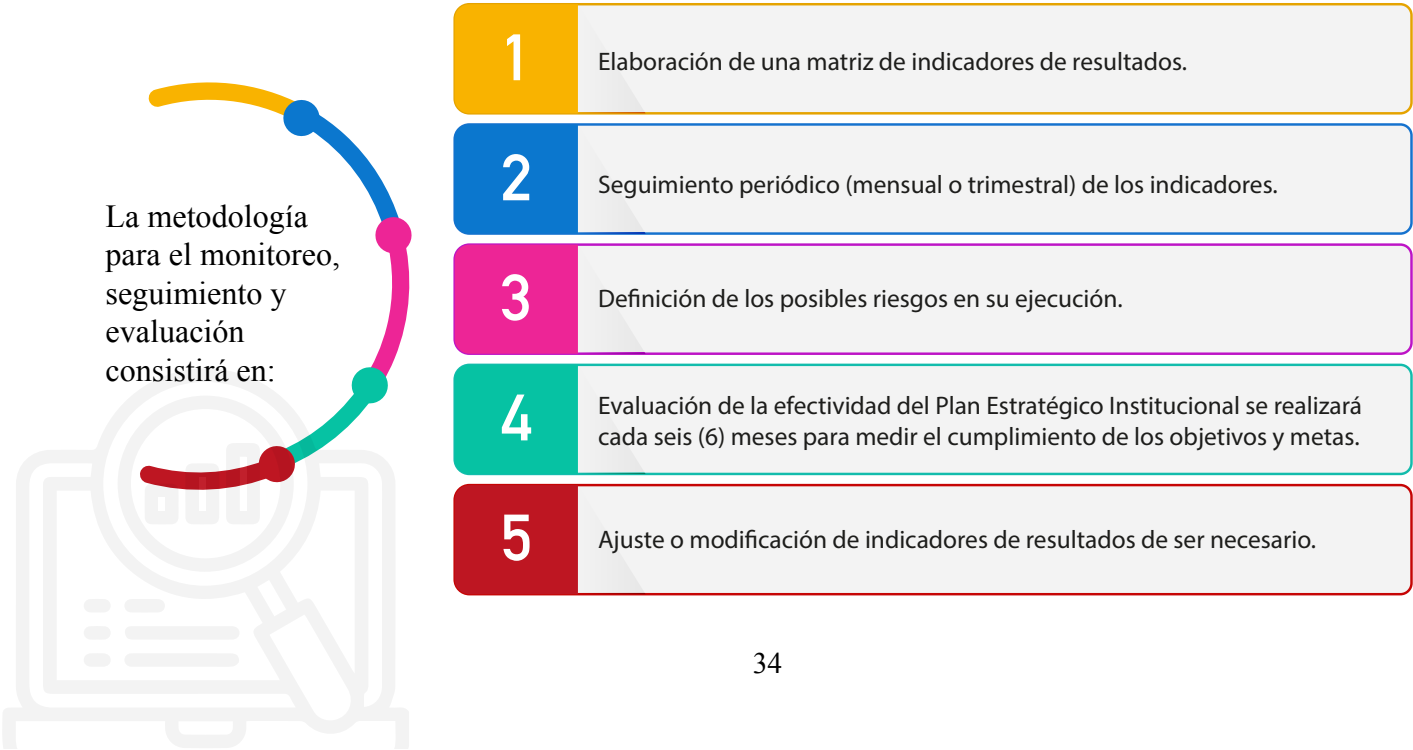 La metodología
para el monitoreo,
seguimiento y
evaluación
consistirá en:
1
Elaboración de una matriz de indicadores de resultados.
2
Seguimiento periódico (mensual o trimestral) de los indicadores.
3
Definición de los posibles riesgos en su ejecución.
4
Evaluación de la efectividad del Plan Estratégico Institucional se realizará
cada seis (6) meses para medir el cumplimiento de los objetivos y metas.
5
Ajuste o modificación de indicadores de resultados de ser necesario.
34